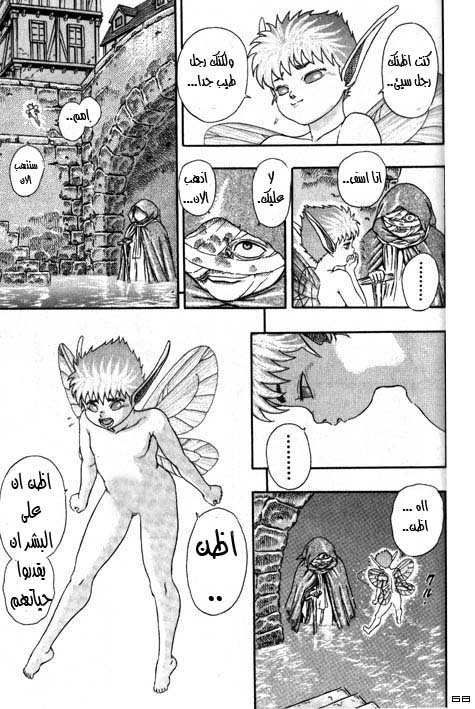 كنت اظنك
رجل سيئ..
ولكنك رجل
طيب جدا...
اهم..
سنذهب
الان
انا اسف..
لا
عليك.
اذهب
الان...
ااه ...
اظن..
اظن
..
اظن ان
على
البشر ان
يقدروا
حياتهم
68